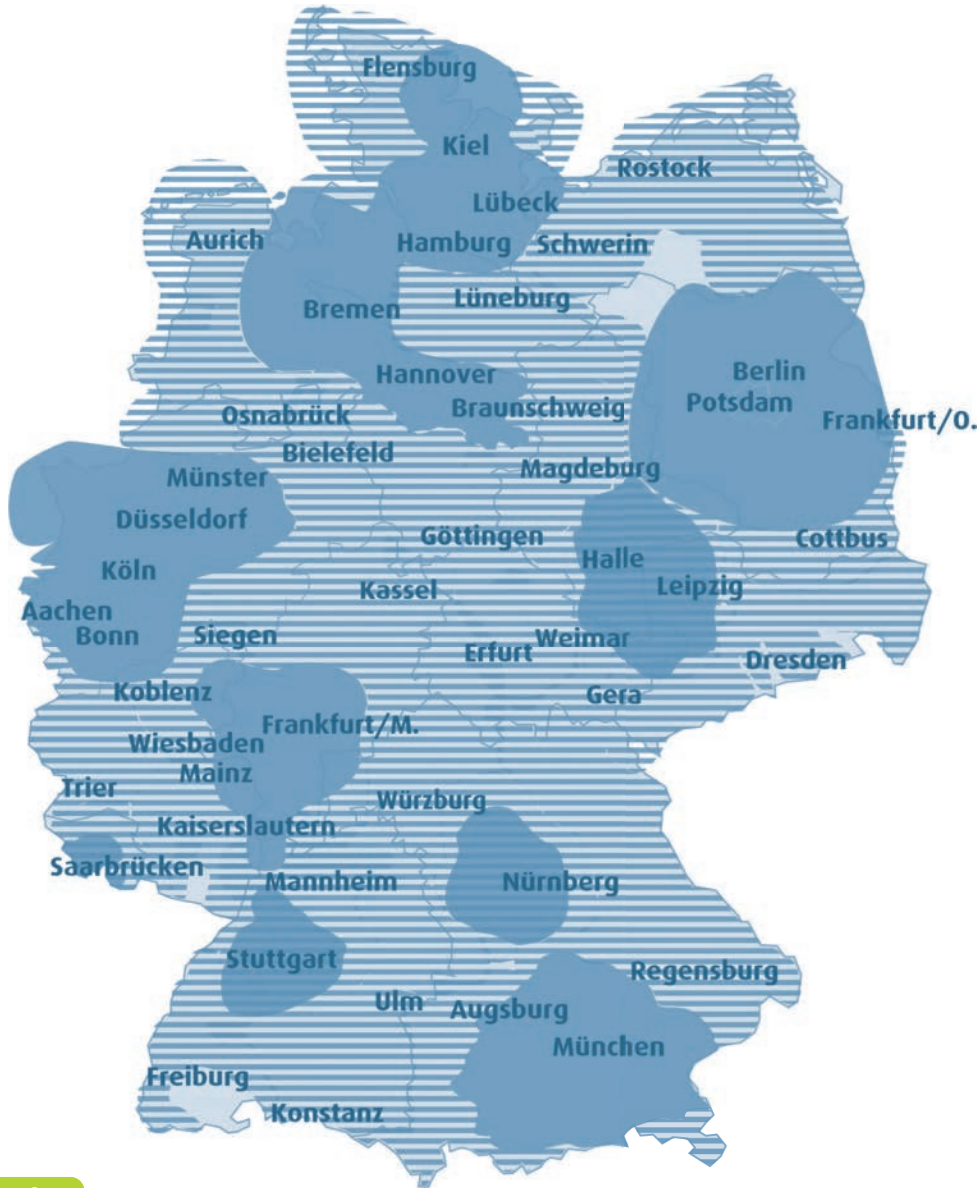 Flensburg
Kiel
Rostock
Lübeck
Aurich
Hamburg
Schwerin
Lüneburg
Bremen
Berlin
Hannover
Potsdam
Braunschweig
Osnabrück
Frankfurt/O.
Bielefeld
Magdeburg
Münster
Düsseldorf
Göttingen
Cottbus
Halle
Köln
Kassel
Leipzig
Aachen
Bonn
Siegen
Weimar
Erfurt
Dresden
Koblenz
Gera
Frankfurt/M.
Wiesbaden
Mainz
Trier
Würzburg
Kaiserslautern
Saarbrücken
Mannheim
Nürnberg
Stuttgart
Regensburg
Ulm
Augsburg
München
Freiburg
Konstanz